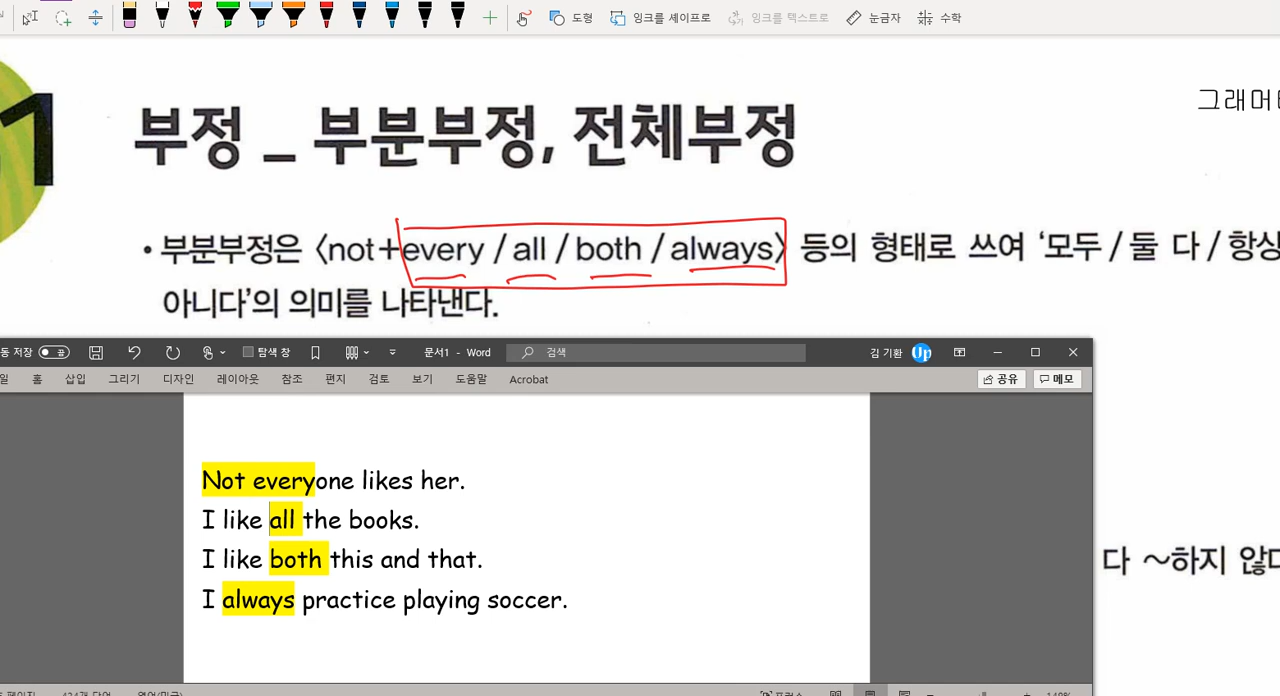 도형
잉크를 셰이프로
잉크를 텍스트로
눈금자
수학
그래머
1
부정 _ 부분부정, 전체부정
• 부분부정은 〈not+every / all / both / always〉 등의 형태로 쓰여 ‘모두 / 둘 다 / 항상
아니다’의 의미를 나타낸다.
동 저장
탐색 창
문서1 - Word
검색
김 기환
Up
일 홈 삽입 그리기 디자인 레이아웃 참조 편지 검토 보기 도움말 Acrobat
공유
메모
Not everyone likes her.
I like all the books.
I like both this and that.
I always practice playing soccer.
다 ～하지 않